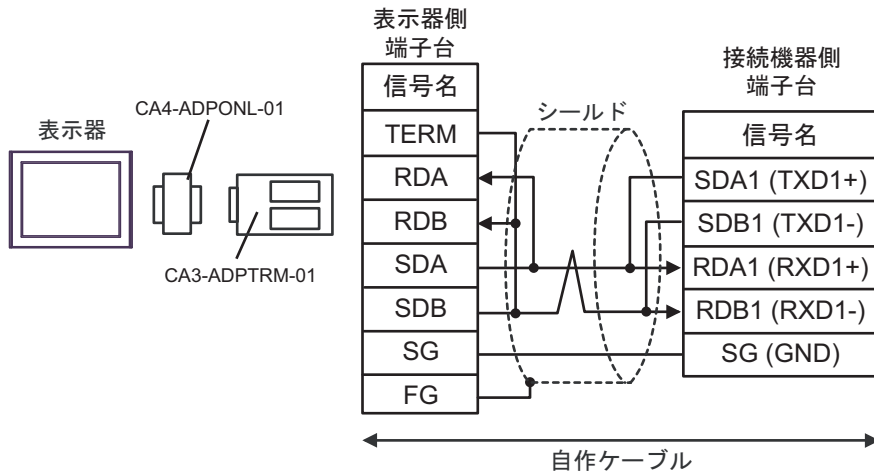 表示器
CA4-ADPONL-01
CA3-ADPTRM-01
表示器側
端子台
信号名
TERM
RDA
RDB
SDA
SDB
SG
FG
シールド
接続機器側
端子台
信号名
SDA1 (TXD1+)
SDB1 (TXD1-)
RDA1 (RXD1+)
RDB1 (RXD1-)
SG (GND)
自作ケーブル